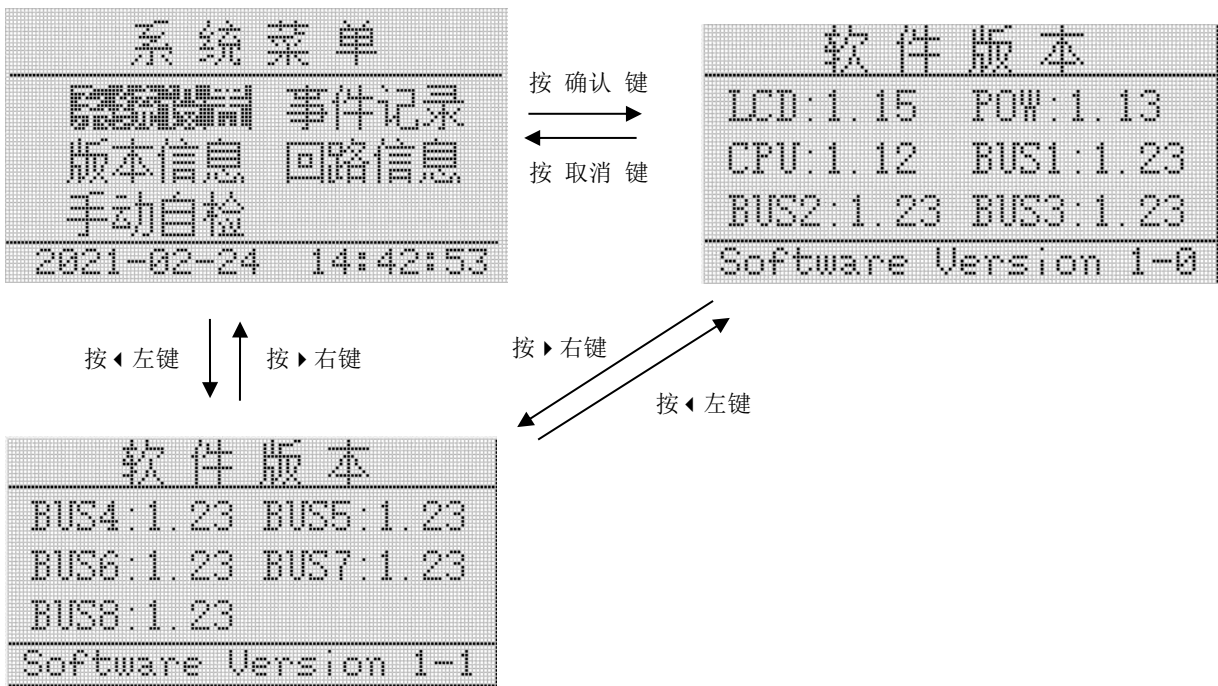 系统菜单
事件记录
版本信息 回路信息
手动自检
2021-02-24 14:42:53
按 确认 键
按 取消 键
软件版本
LCD:1.15 POW:1.13
CPU:1.12 BUS1:1.23
BUS2:1.23 BUS3:1.23
Software Version 1-0
按◀左键
按▶右键
按▶右键
按◀左键
软件版本
BUS4:1.23 BUS5:1.23
BUS6:1.23 BUS7:1.23
BUS8:1.23
Software Version 1-1